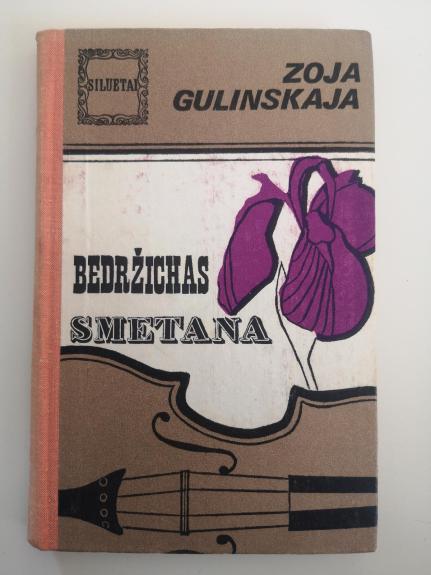 SILUETAI
ZOJA
GULINSKAJA
BEDRŽICHAS
SMETANA